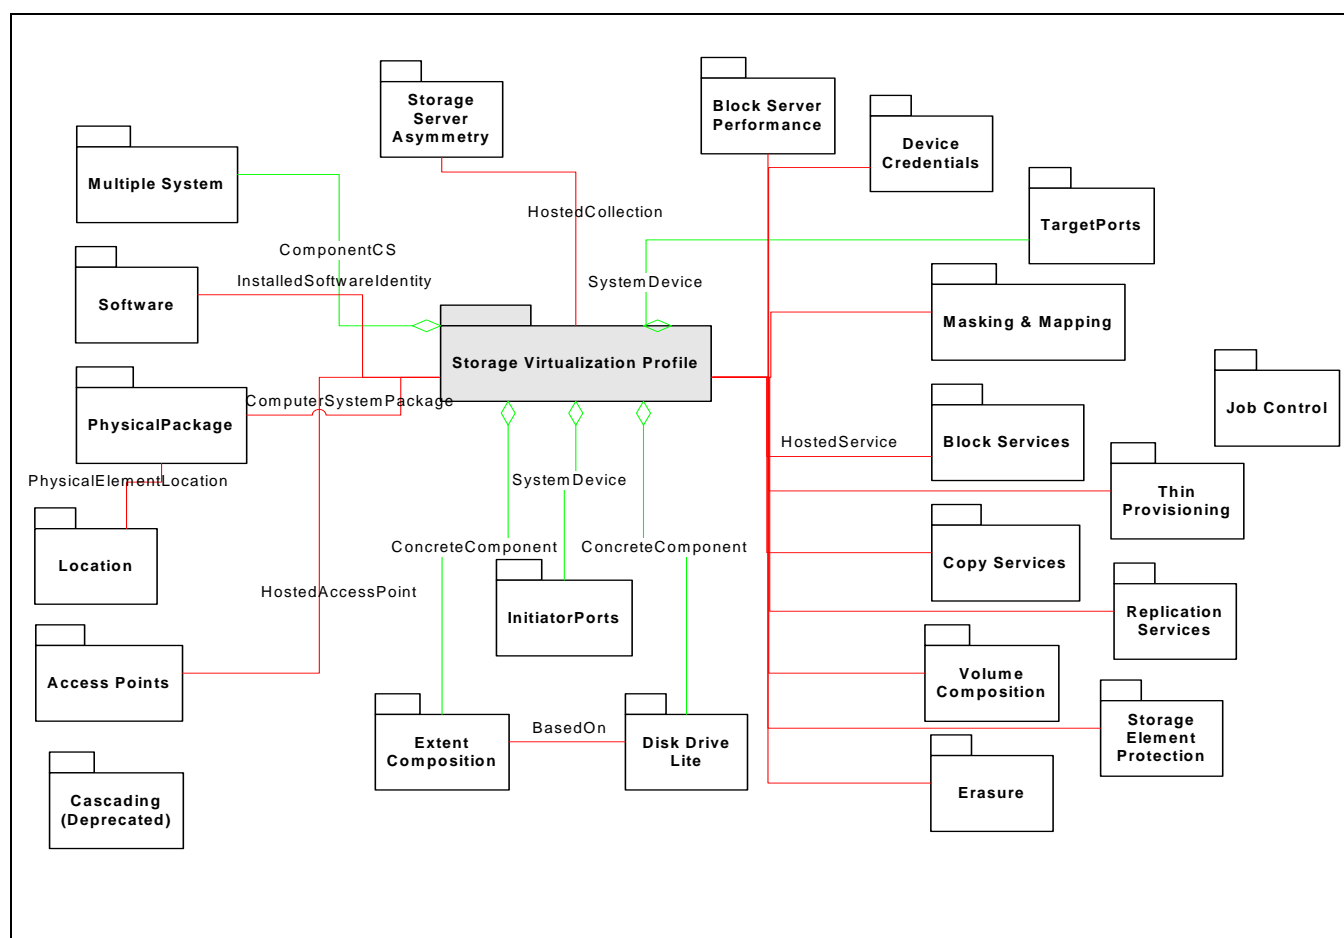 Storage
Server
Asymmetry
Block Server
Performance
Device
Credentials
Multiple System
HostedCollection
TargetPorts
ComponentCS
InstalledSoftwareIdentity
SystemDevice
Software
Masking & Mapping
Storage Virtualization Profile
ComputerSystemPackage
Job Control
PhysicalPackage
HostedService
Block Services
PhysicalElementLocation
SystemDevice
Thin
Provisioning
ConcreteComponent
ConcreteComponent
Location
Copy Services
HostedAccessPoint
InitiatorPorts
Replication
Services
Access Points
Volume
Composition
BasedOn
Storage
Element
Protection
Extent
Composition
Disk Drive
Lite
Erasure
Cascading
(Deprecated)